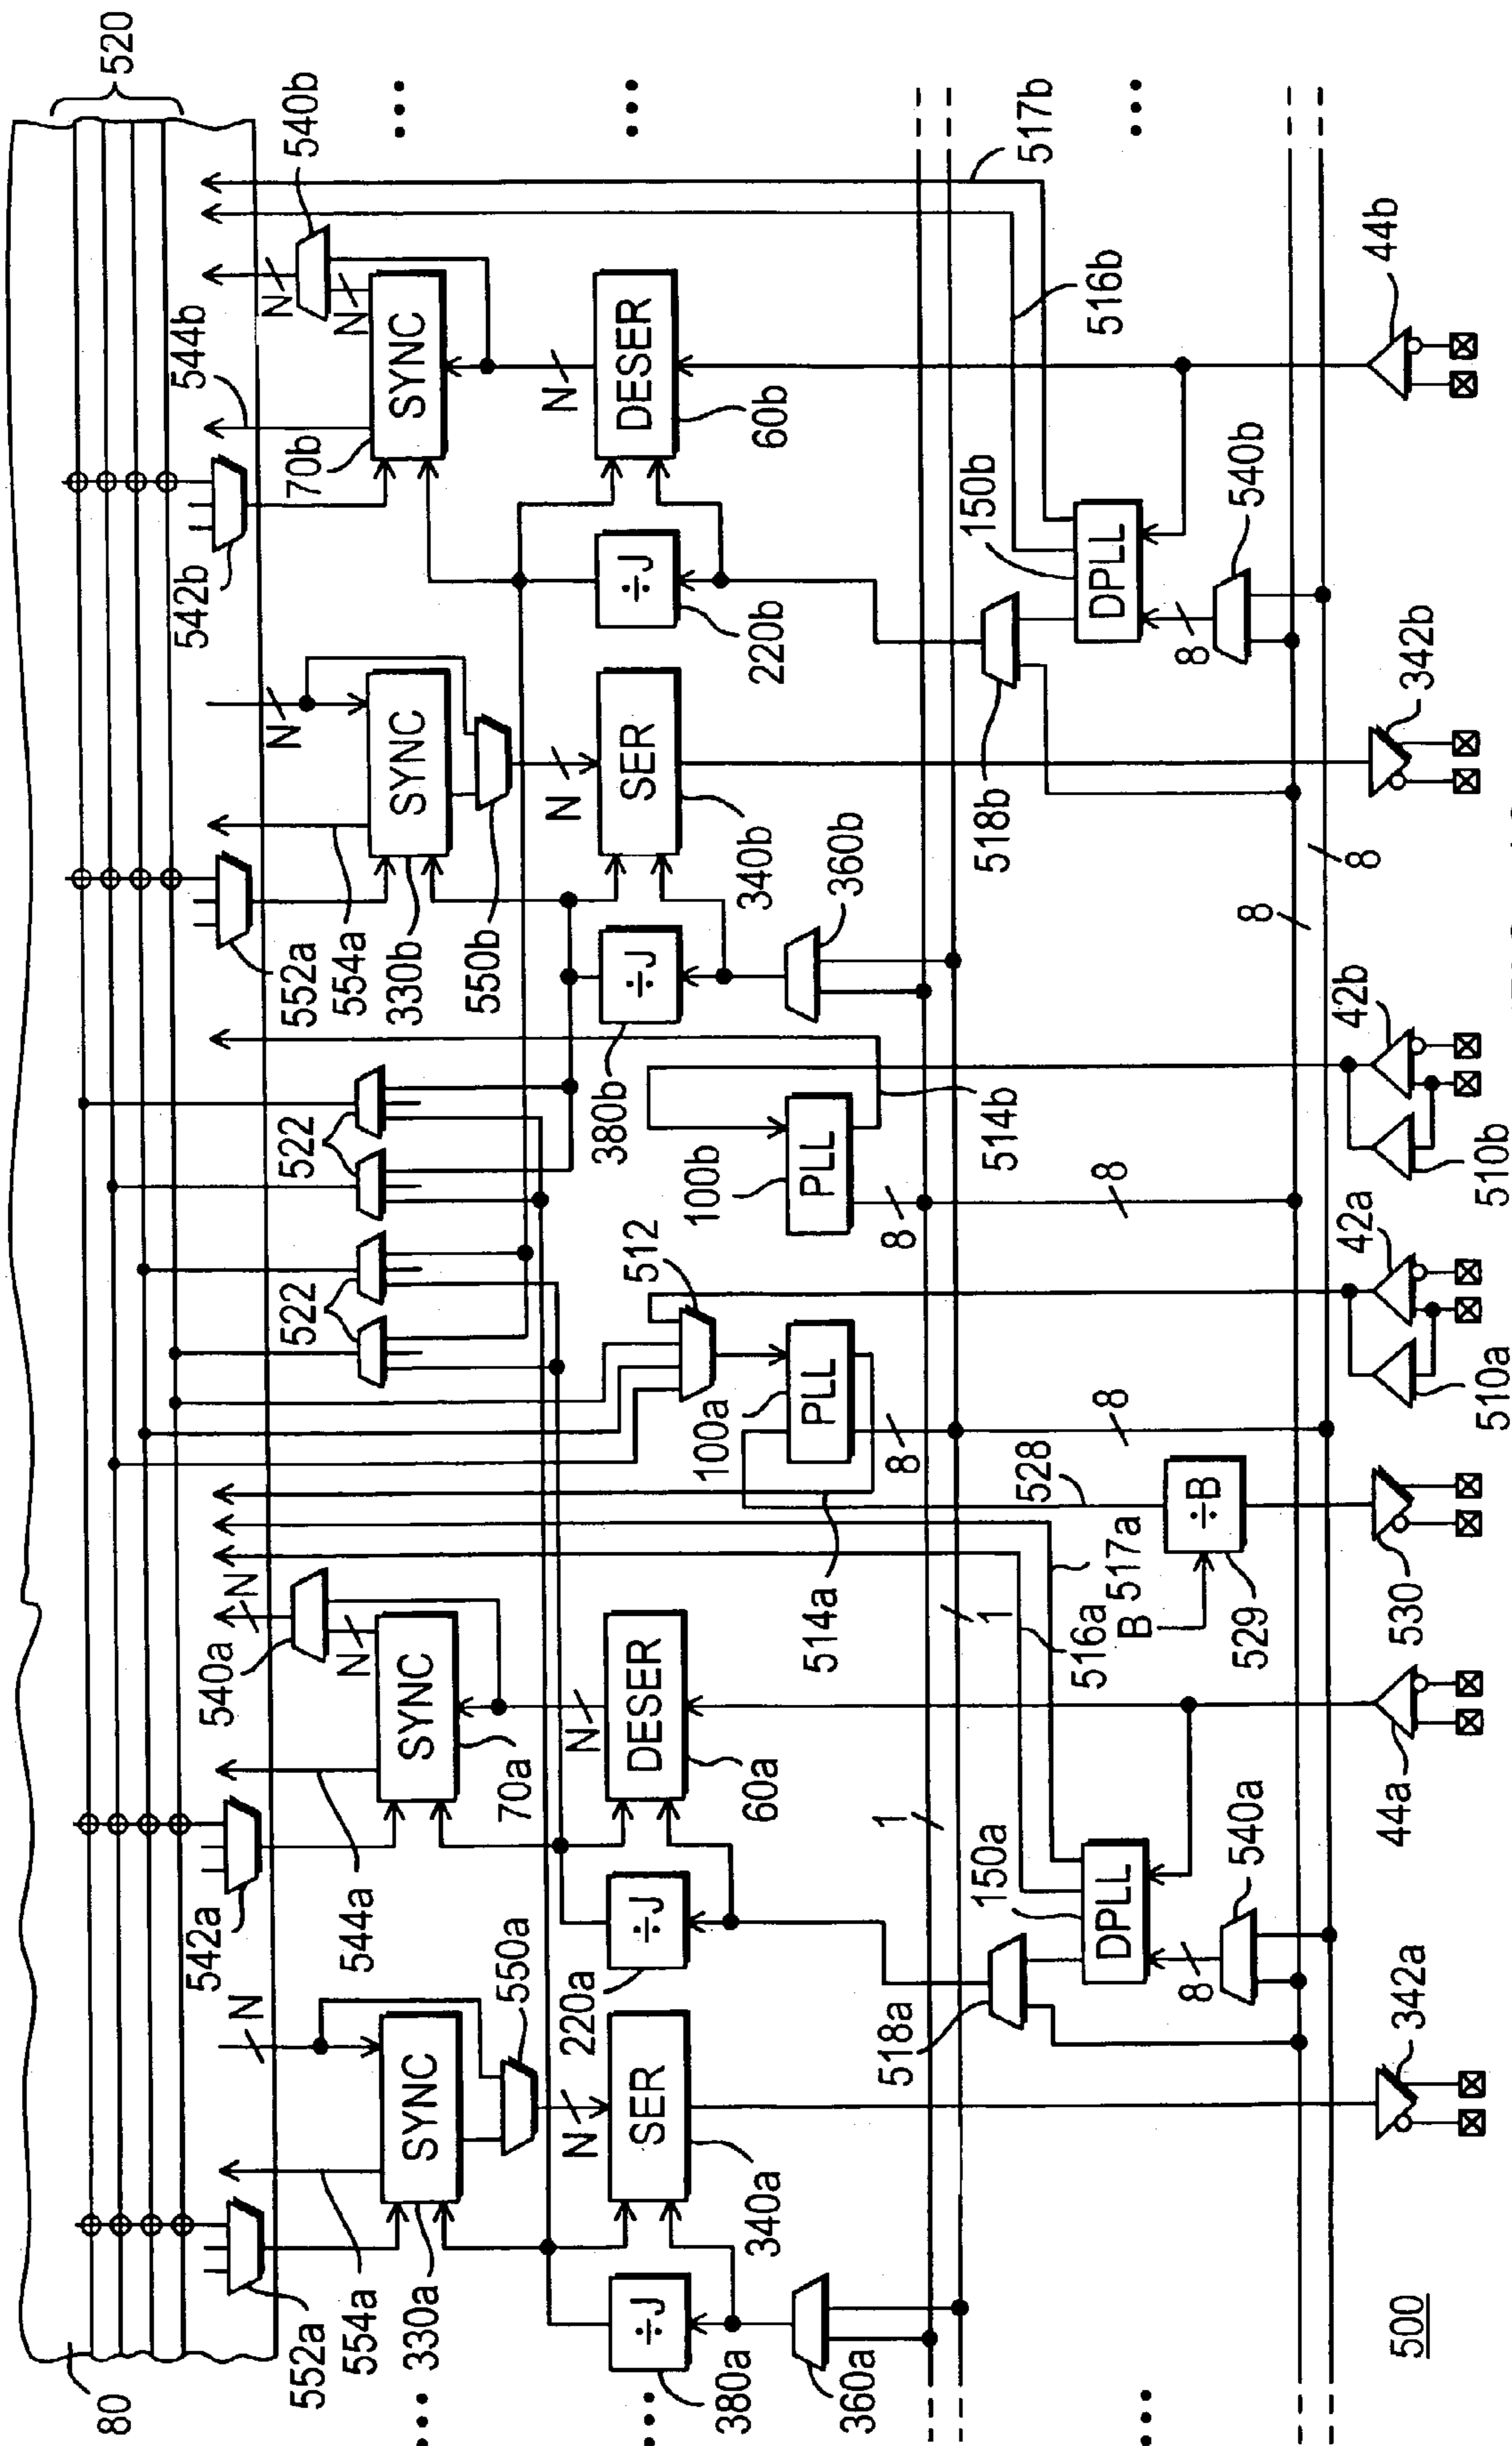 80
520
542a
540a
N
N
542b
544b
N
N
552a
522
522
552a
70b
540b
554a
544a
N
554a
N
330a
SYNC
SYNC
330b
SYNC
SYNC
550a
70a
550b
220a
N
N
N
N
÷J
SER
÷J
DESER
380b
÷J
SER
÷J
DESER
512
380a
340a
60a
100a
100b
340b
220b
60b
PLL
PLL
360a
514a
360b
518a
1
8
8
150a
1
514b
518b
150b
528
517b
DPLL
516a
517a
DPLL
516b
B
8
8
8
8
÷B
540a
529
540b
8
8
500
342a
44a
530
42a
42b
342b
44b
510a
510b